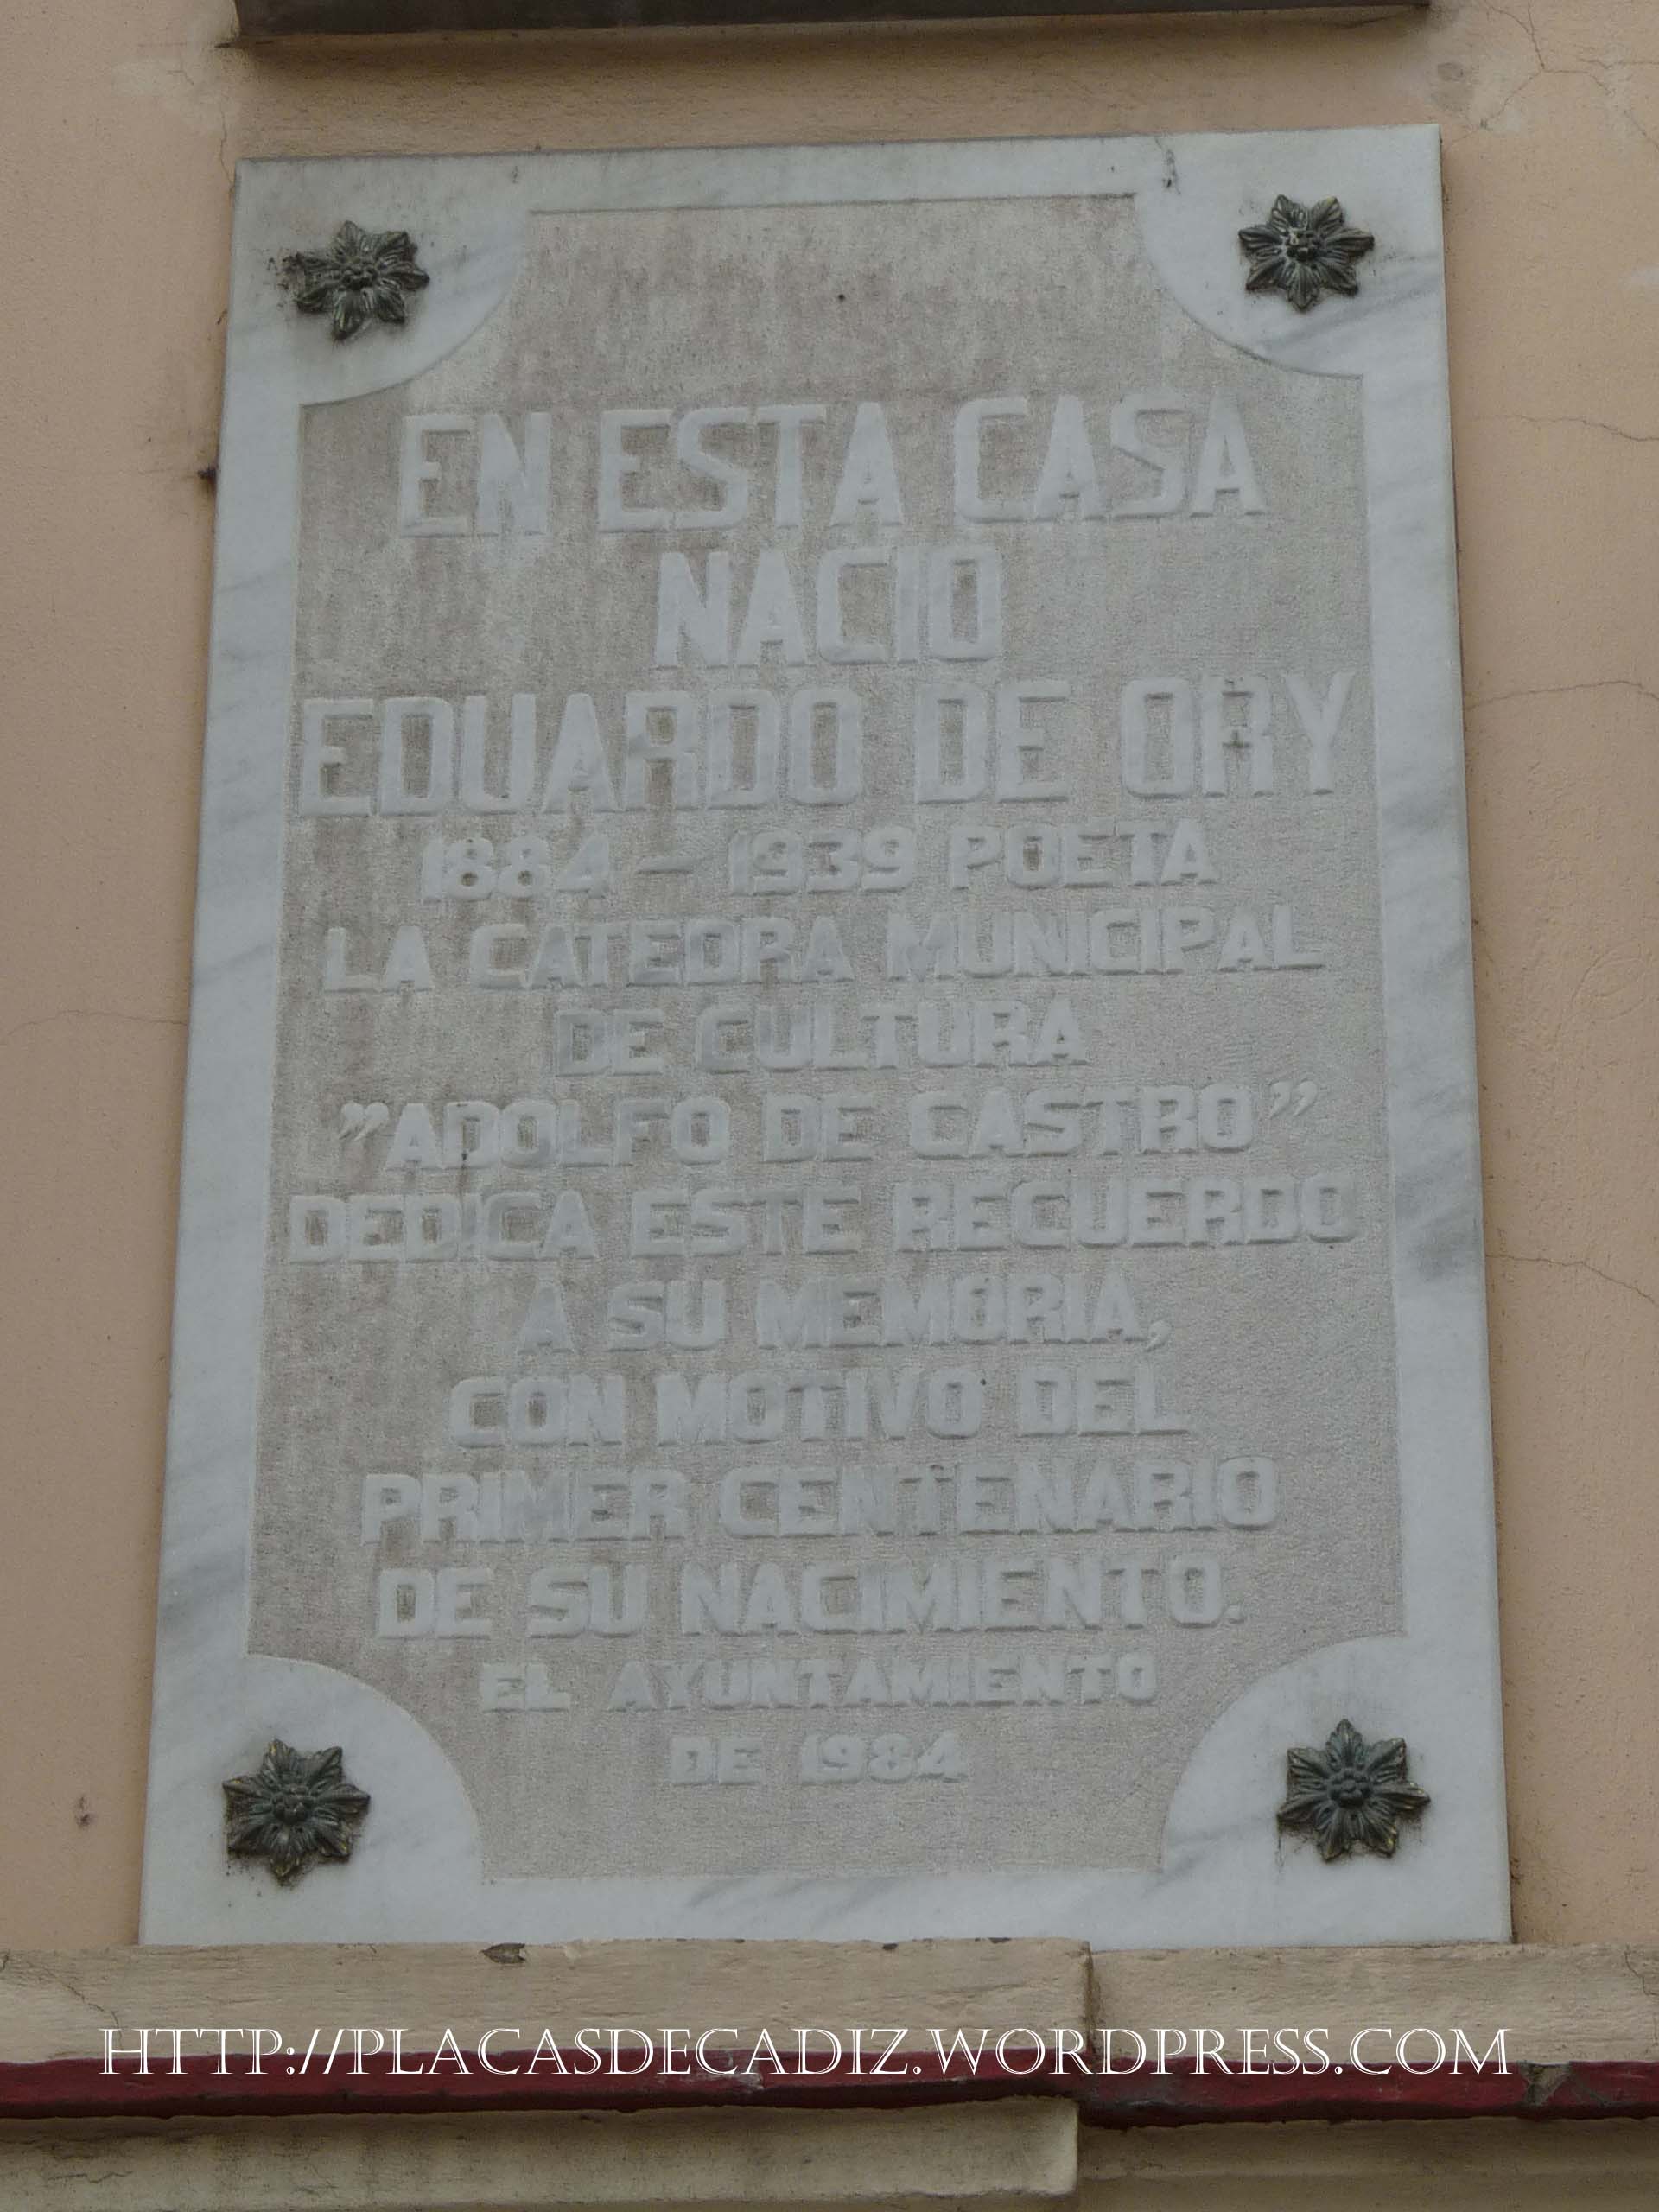 EN ESTA CASA
NACIO
EDUARDO DE ORY
1884 — 1939 POETA
LA CATEDRA MUNICIPAL
DE CULTURA
”ADOLFO DE CASTRO”
DEDICA ESTE RECUERDO
A SU MEMORIA,
CON MOTIVO DEL
PRIMER CENTENARIO
DE SU NACIMIENTO.
EL AYUNTAMIENTO
DE 1984
HTTP://PLACASDECADIZ.WORDPRESS.COM